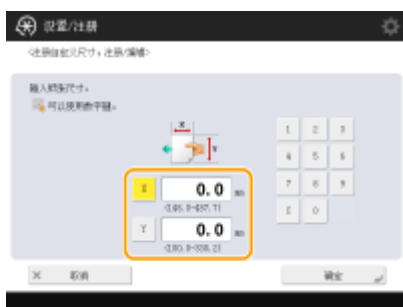 设置/注册
<注册自定义尺寸: 注册/编辑>
输入纸张尺寸。
可以使用数字键。
X
Y
1 2 3
4 5 6
7 8 9
C 0
X 0.0 mm
Y 0.0 mm
× 取消
确定